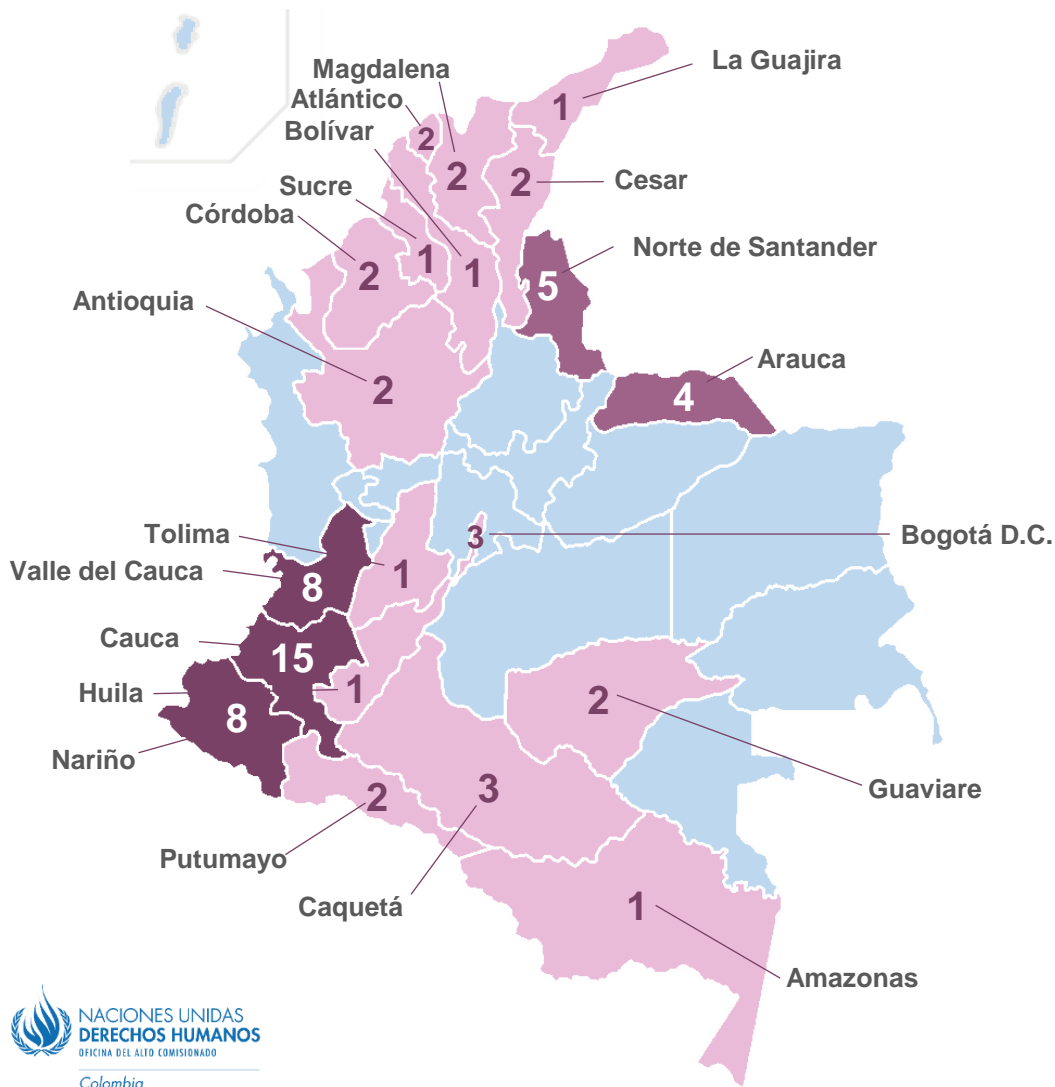 La Guajira
Magdalena
Atlántico
Bolívar
1
2
2
2
Cesar
Sucre
Córdoba
Norte de Santander
1
2
1
5
Antioquia
Arauca
2
4
Tolima
3
Bogotá D.C.
Valle del Cauca
8
1
Cauca
15
Huila
1
2
8
Nariño
Guaviare
2
3
Putumayo
Caquetá
1
Amazonas
NACIONES UNIDAS
DERECHOS HUMANOS
OFICINA DEL ALTO COMISIONADO
Colombia